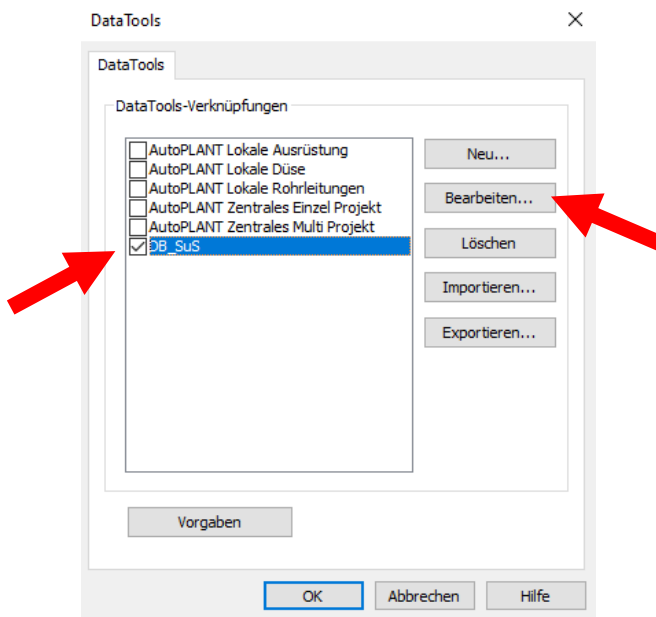 DataTools
DataTools
DataTools-Verknüpfungen
AutoPLANT Lokale Ausrüstung
AutoPLANT Lokale Düse
AutoPLANT Lokale Rohrleitungen
AutoPLANT Zentrales Einzel Projekt
AutoPLANT Zentrales Multi Projekt
DB_SuS
Neu...
Bearbeiten...
Löschen
Importieren...
Exportieren...
Vorgaben
OK
Abbrechen
Hilfe